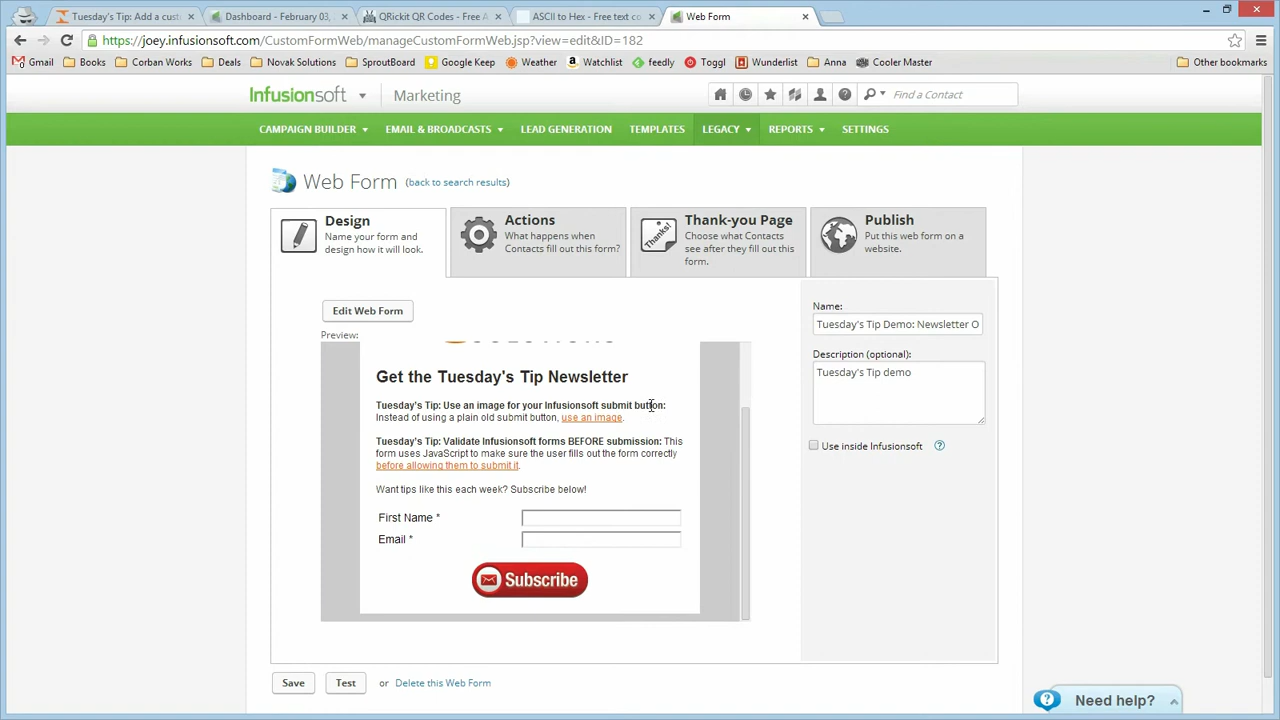 Tuesday's Tip: Add a cust
Dashboard - February 03,
QRickit QR Codes - Free A
ASCII to Hex - Free text co
Web Form
https://joey.infusionsoft.com/CustomFormWeb/manageCustomFormWeb.jsp?view=edit&ID=182
Gmail Books Corban Works Deals Novak Solutions SproutBoard Google Keep Weather Watchlist feedly Toggl Wunderlist Anna Cooler Master Other bookmarks
Infusionsoft Marketing Find a Contact
CAMPAIGN BUILDER EMAIL & BROADCASTS LEAD GENERATION TEMPLATES LEGACY REPORTS SETTINGS
Web Form (back to search results)
Design
Name your form and
design how it will look.
Actions
What happens when
Contacts fill out this form?
Thanks!
Thank-you Page
Choose what Contacts
see after they fill out this
form.
Publish
Put this web form on a
website.
Edit Web Form
Preview:
Get the Tuesday's Tip Newsletter
Tuesday's Tip: Use an image for your Infusionsoft submit button:
Instead of using a plain old submit button, use an image.
Tuesday's Tip: Validate Infusionsoft forms BEFORE submission: This
form uses JavaScript to make sure the user fills out the form correctly
before allowing them to submit it.
Want tips like this each week? Subscribe below!
First Name *
Email *
Subscribe
Name:
Tuesday's Tip Demo: Newsletter O
Description (optional):
Tuesday's Tip demo
Use inside Infusionsoft ?
Save Test or Delete this Web Form
? Need help?